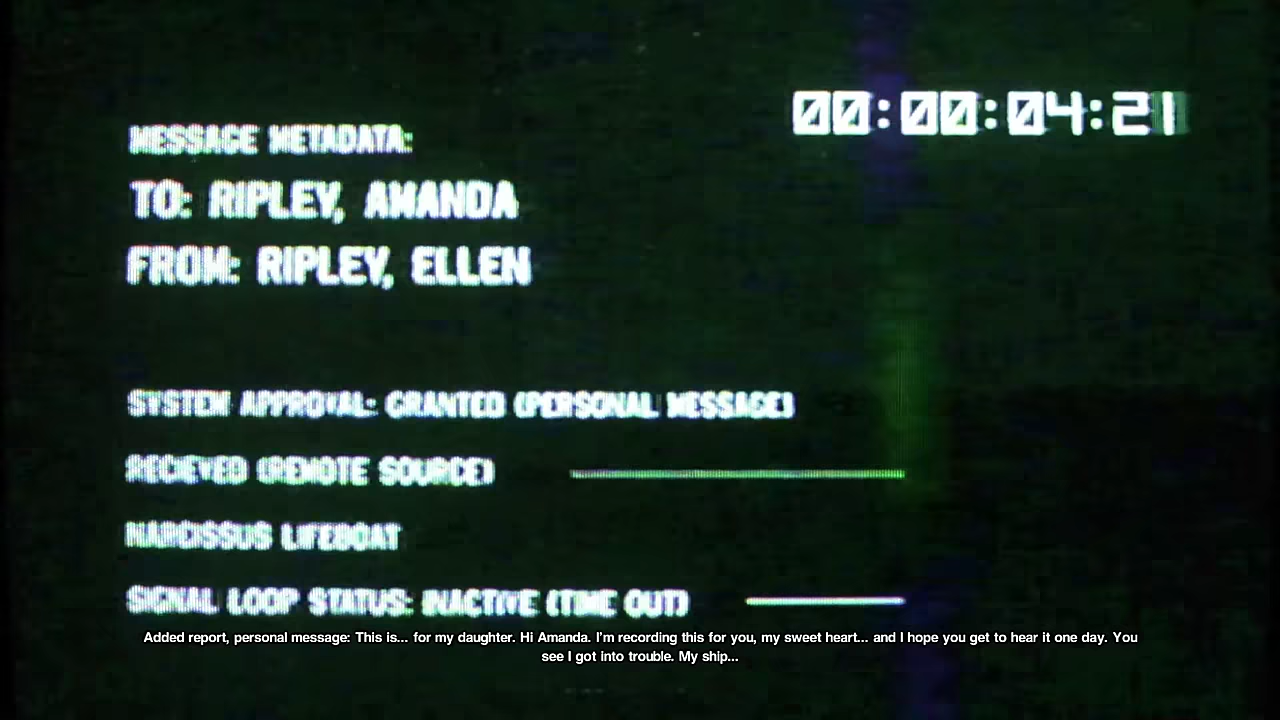 00:00:04:21
MESSAGE METADATA:
TO: RIPLEY, AMANDA
FROM: RIPLEY, ELLEN
SYSTEM APPROVAL: GRANTED (PERSONAL MESSAGE)
RECIEVED (REMOTE SOURCE)
NARCISSUS LIFEBOAT
SIGNAL LOOP STATUS: INACTIVE (TIME OUT)
Added report, personal message: This is... for my daughter. Hi Amanda. I'm recording this for you, my sweet heart... and I hope you get to hear it one day. You
see I got into trouble. My ship...